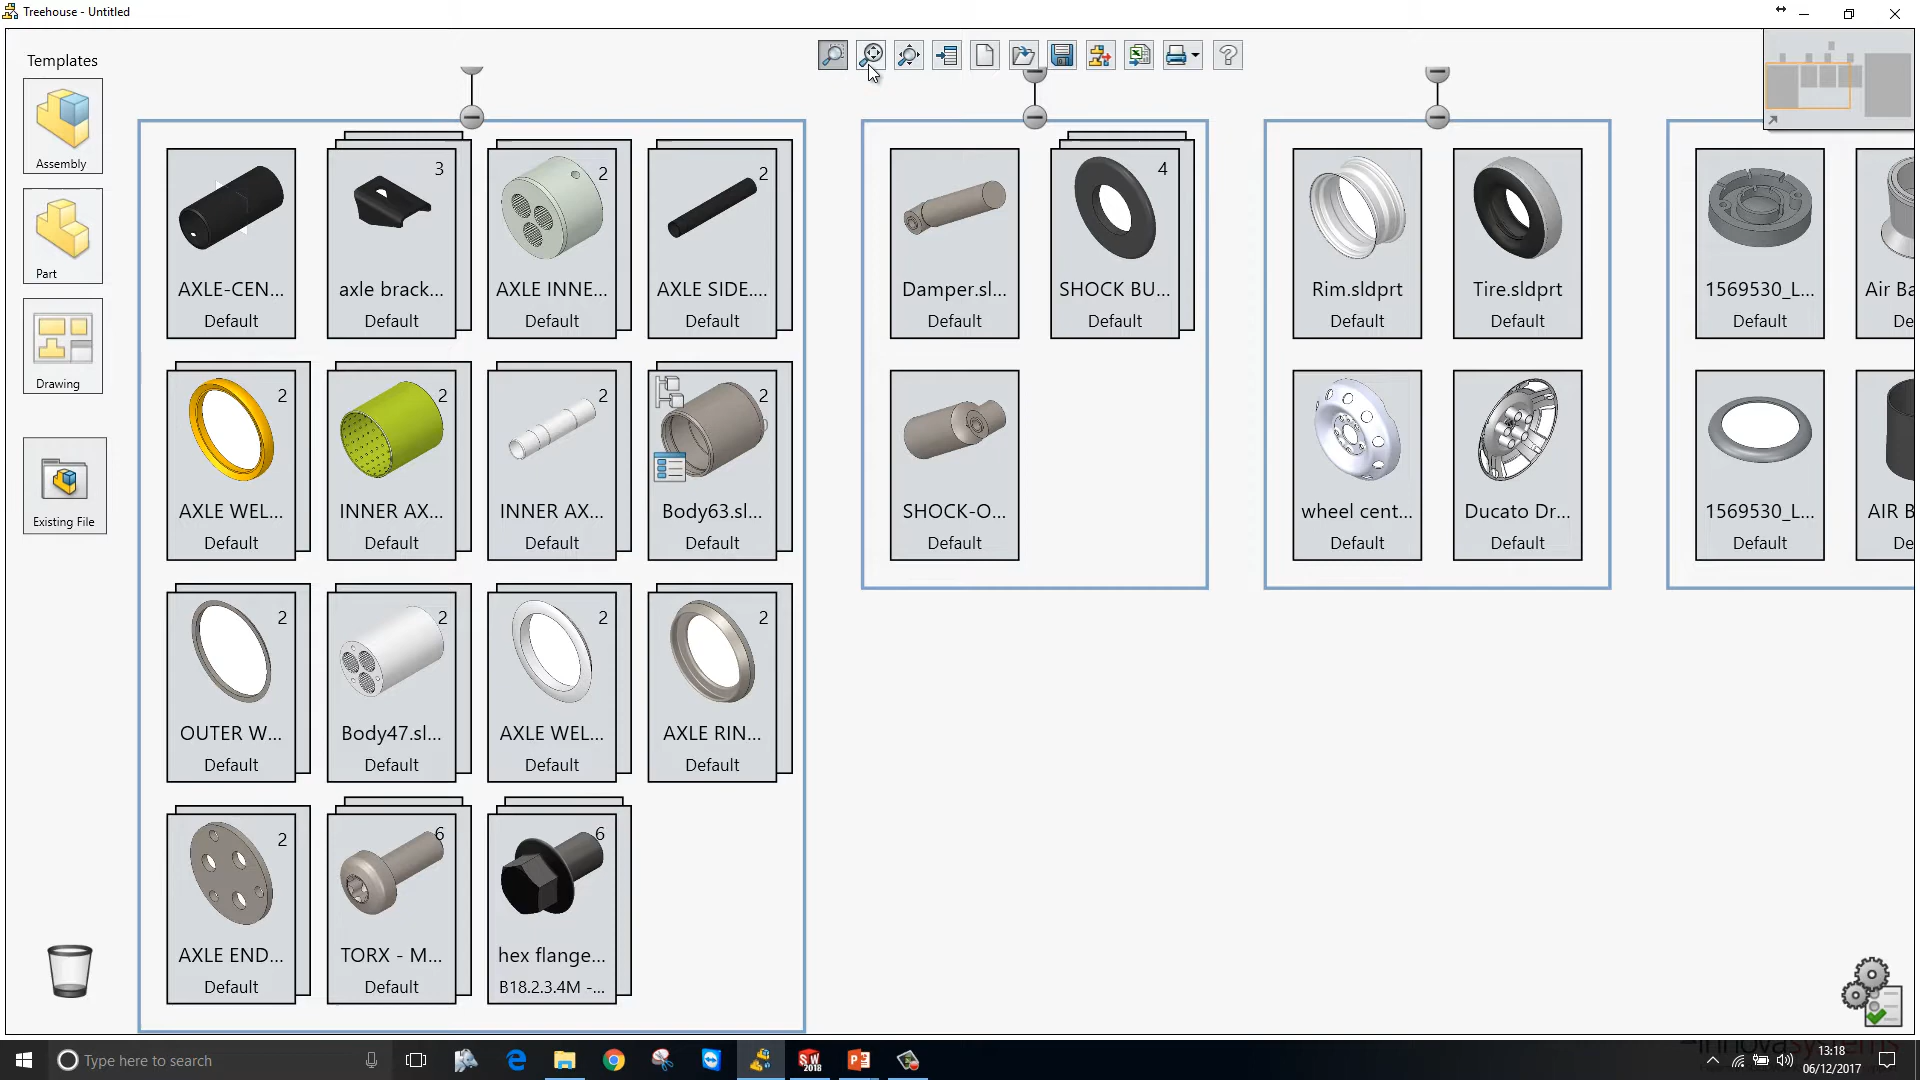 Treehouse - Untitled
Templates
Assembly
Part
Drawing
Existing File
AXLE-CEN...
Default
3
axle brack...
Default
2
AXLE INNE...
Default
2
AXLE SIDE....
Default
2
AXLE WEL...
Default
2
INNER AX...
Default
2
INNER AX...
Default
2
Body63.sl...
Default
2
OUTER W...
Default
2
Body47.sl...
Default
2
AXLE WEL...
Default
2
AXLE RIN...
Default
2
AXLE END...
Default
6
TORX - M...
Default
6
hex flange...
B18.2.3.4M -...
Damper.sl...
Default
4
SHOCK BU...
Default
SHOCK-O...
Default
Rim.sldprt
Default
Tire.sldprt
Default
wheel cent...
Default
Ducato Dr...
Default
1569530_L...
Default
Air Ba
De
1569530_L...
Default
AIR B
De
Type here to search
SW
2018
13:18
06/12/2017